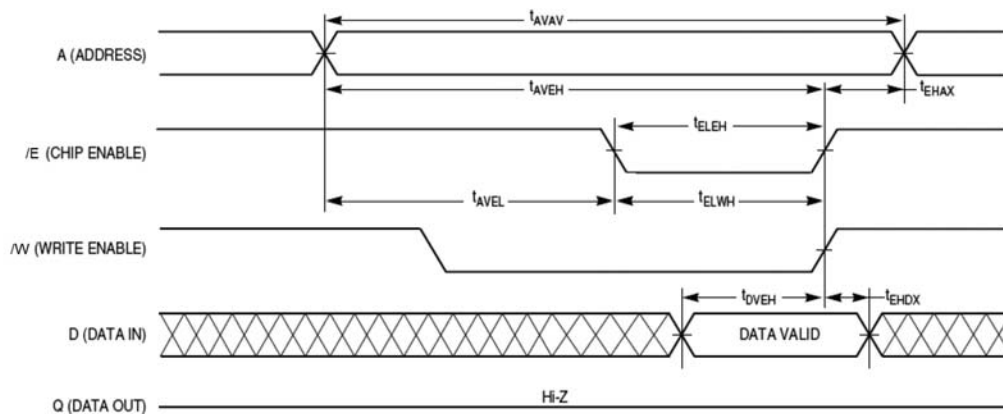 tAVAV
A (ADDRESS)
tAVEH
tEHAX
tELEH
/E (CHIP ENABLE)
tAVEL
tELWH
/W (WRITE ENABLE)
tDVEH
tEHDX
D (DATA IN)
DATA VALID
Hi-Z
Q (DATA OUT)